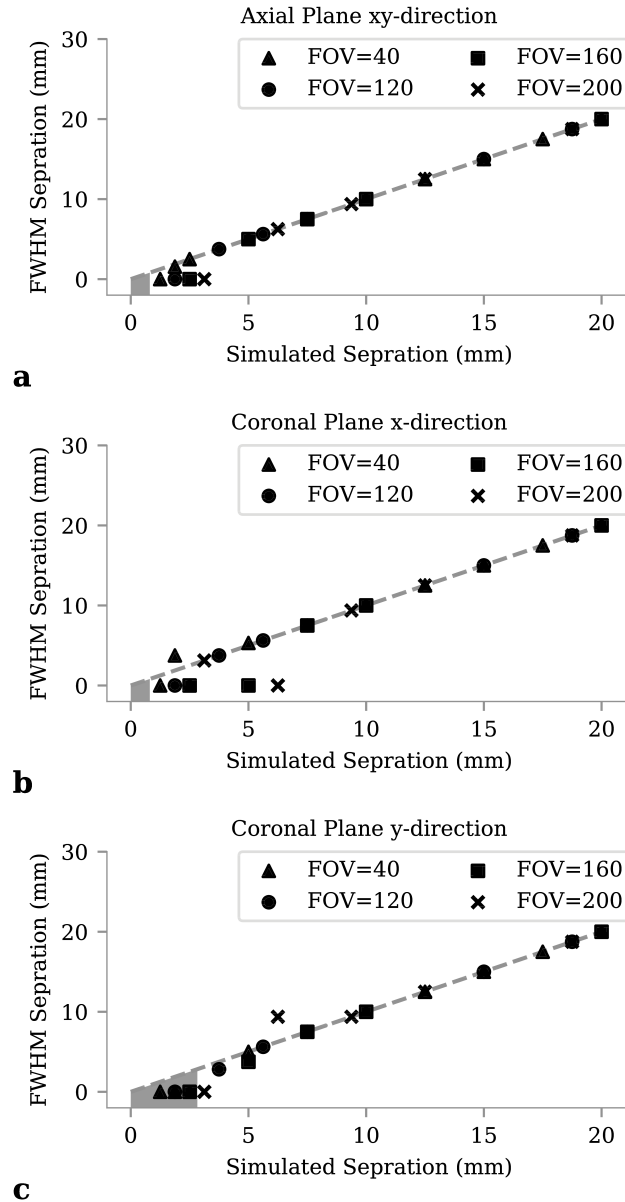 Axial Plane xy-direction
30
FOV=40 FOV=160
FOV=120 FOV=200
20
10
0
FWHM Sepration (mm)
0 5 10 15 20
Simulated Sepration (mm)
a
Coronal Plane x-direction
30
FOV=40 FOV=160
FOV=120 FOV=200
20
10
0
FWHM Sepration (mm)
0 5 10 15 20
Simulated Sepration (mm)
b
Coronal Plane y-direction
30
FOV=40 FOV=160
FOV=120 FOV=200
20
10
0
FWHM Sepration (mm)
0 5 10 15 20
Simulated Sepration (mm)
c